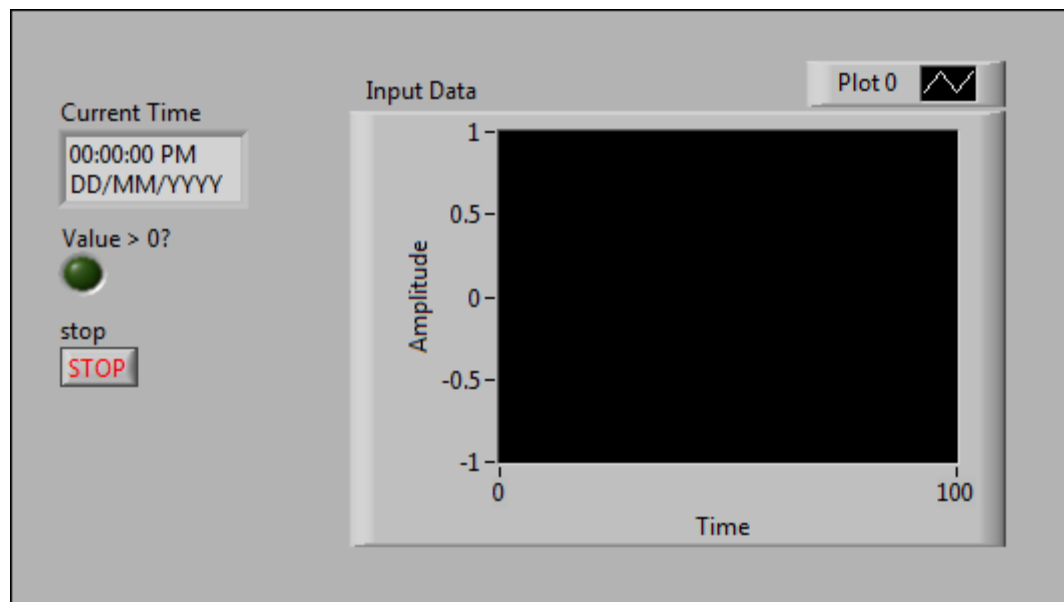 Current Time
00:00:00 PM
DD/MM/YYYY
Value > 0?
stop
STOP
Input Data
Plot 0
1
0.5
0
-0.5
-1
Amplitude
0
100
Time